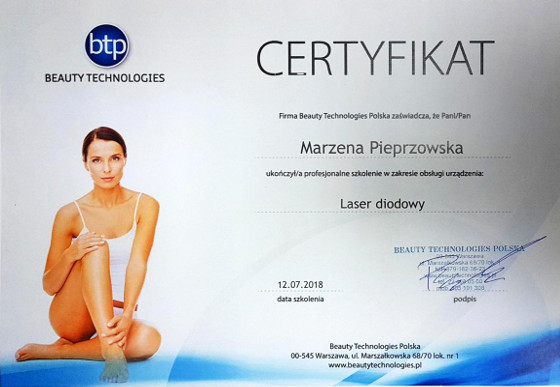 btp
BEAUTY TECHNOLOGIES
CERTYFIKAT
Firma Beauty Technologies Polska zaświadcza, że Pani/Pan
Marzena Pieprzowska
ukończył/a profesjonalne szkolenie w zakresie obsługi urządzenia:
Laser diodowy
BEAUTY TECHNOLOGIES POLSKA
00-545 Warszawa
ul. Marszałkowska 68/70 lok. 1
12.07.2018
data szkolenia
podpis
Beauty Technologies Polska
00-545 Warszawa, ul. Marszałkowska 68/70 lok. nr 1
www.beautytechnologies.pl